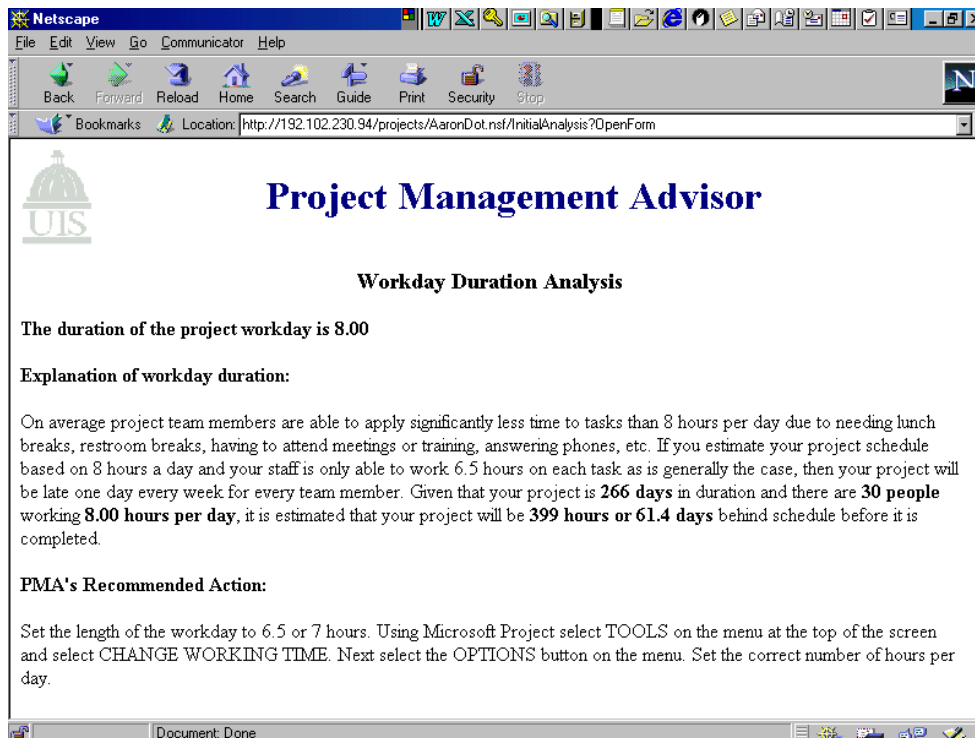 Netscape
File Edit View Go Communicator Help
Back Forward Reload Home Search Guide Print Security Stop
N
Bookmarks Location: http://192.102.230.94/projects/AaronDot.nsf/InitialAnalysis?OpenForm
UIS
Project Management Advisor
Workday Duration Analysis
The duration of the project workday is 8.00
Explanation of workday duration:
On average project team members are able to apply significantly less time to tasks than 8 hours per day due to needing lunch
breaks, restroom breaks, having to attend meetings or training, answering phones, etc. If you estimate your project schedule
based on 8 hours a day and your staff is only able to work 6.5 hours on each task as is generally the case, then your project will
be late one day every week for every team member. Given that your project is 266 days in duration and there are 30 people
working 8.00 hours per day, it is estimated that your project will be 399 hours or 61.4 days behind schedule before it is
completed.
PMA's Recommended Action:
Set the length of the workday to 6.5 or 7 hours. Using Microsoft Project select TOOLS on the menu at the top of the screen
and select CHANGE WORKING TIME. Next select the OPTIONS button on the menu. Set the correct number of hours per
day.
Document: Done